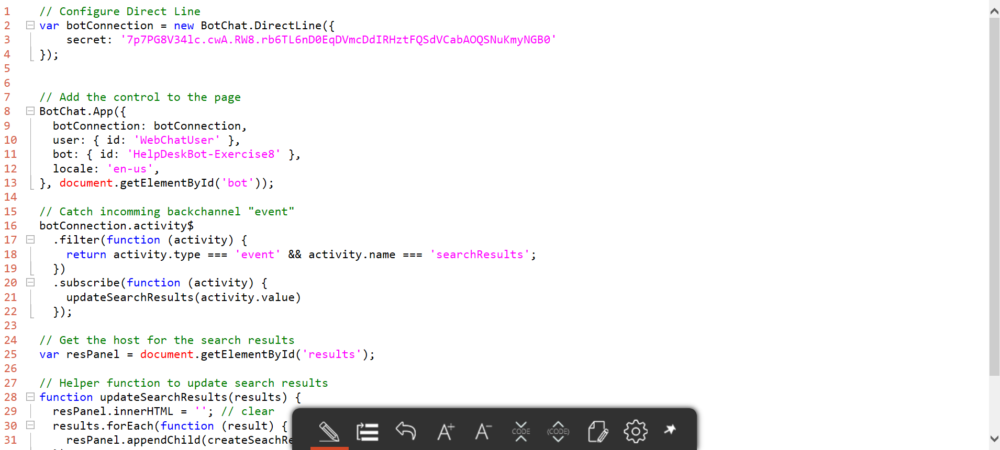 1 // Configure Direct Line
2 var botConnection = new BotChat.DirectLine({
3 secret: '7p7PG8V34lc.cwA.RW8.rb6TL6nD0EqDVmcDdIRHztFQSdVCabAOQSNuKmyNGB0'
4 });
5
6
7 // Add the control to the page
8 BotChat.App({
9 botConnection: botConnection,
10 user: { id: 'WebChatUser' },
11 bot: { id: 'HelpDeskBot-Exercise8' },
12 locale: 'en-us',
13 }, document.getElementById('bot'));
14
15 // Catch incomming backchannel "event"
16 botConnection.activity$
17 .filter(function (activity) {
18 return activity.type === 'event' && activity.name === 'searchResults';
19 })
20 .subscribe(function (activity) {
21 updateSearchResults(activity.value)
22 });
23
24 // Get the host for the search results
25 var resPanel = document.getElementById('results');
26
27 // Helper function to update search results
28 function updateSearchResults(results) {
29 resPanel.innerHTML = ''; // clear
30 results.forEach(function (result) {
31 resPanel.appendChild(createSeachRe
A+ A- CODE (CODE)